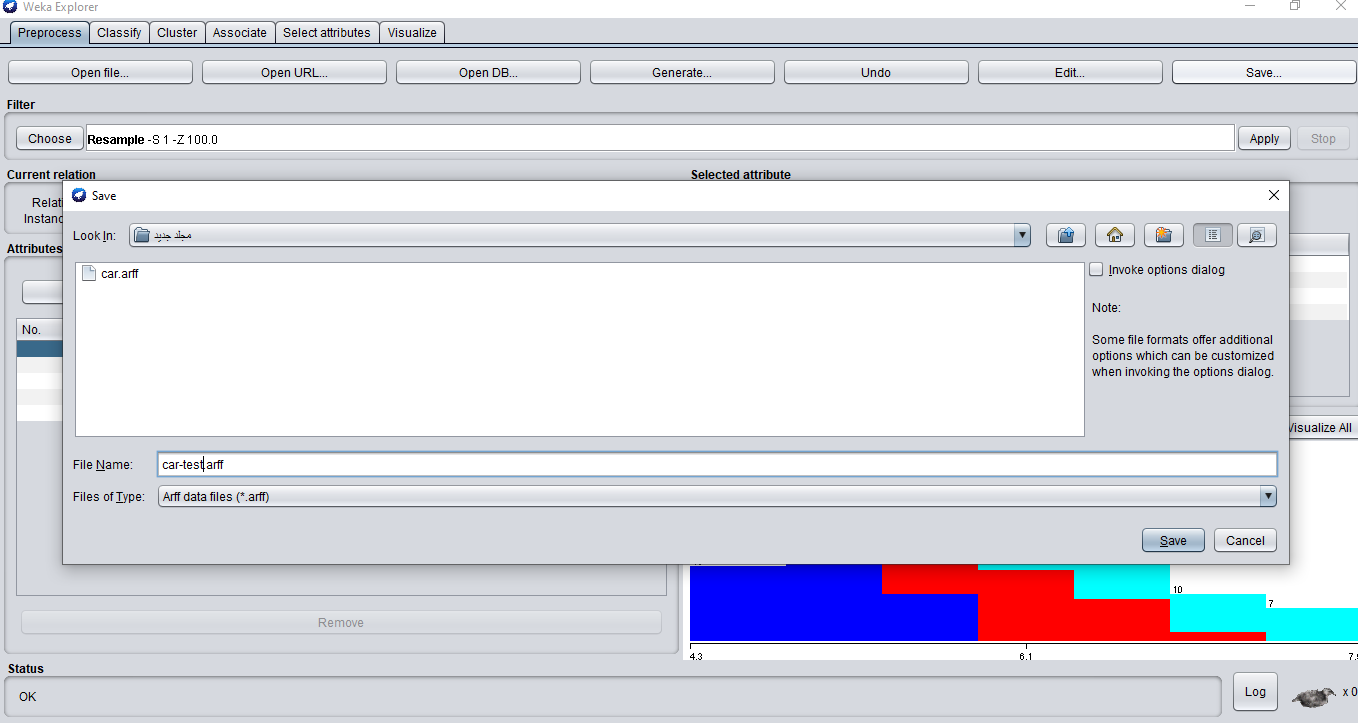 Weka Explorer
Preprocess Classify Cluster Associate Select attributes Visualize
Open file... Open URL... Open DB... Generate... Undo Edit... Save...
Filter
Choose Resample -S 1 -Z 100.0 Apply Stop
Current relation Selected attribute
Relati
Instanc
Attributes
No.
Save
Look In: مجلد جديد
car.arff
Invoke options dialog
Note:
Some file formats offer additional
options which can be customized
when invoking the options dialog.
Visualize All
File Name: car-test.arff
Files of Type: Arff data files (*.arff)
Save Cancel
10
7
Remove
4.3 6.1 7.
Status
OK
Log x 0